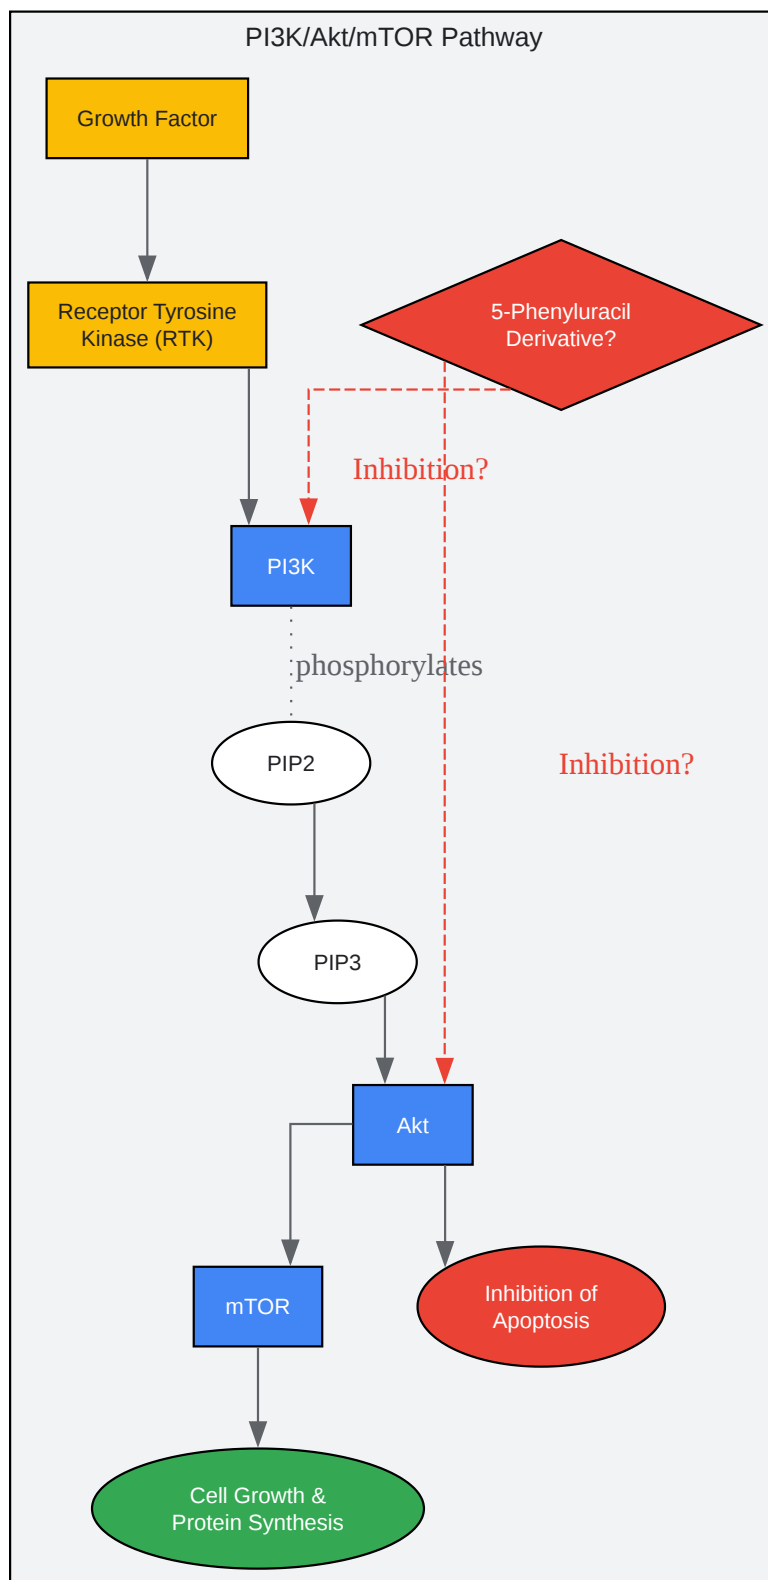 PI3K/Akt/mTOR Pathway
Growth Factor
Receptor Tyrosine
Kinase (RTK)
5-Phenyluracil
Derivative?
Inhibition?
PI3K
phosphorylates
PIP2
Inhibition?
PIP3
Akt
mTOR
Inhibition of
Apoptosis
Cell Growth &
Protein Synthesis